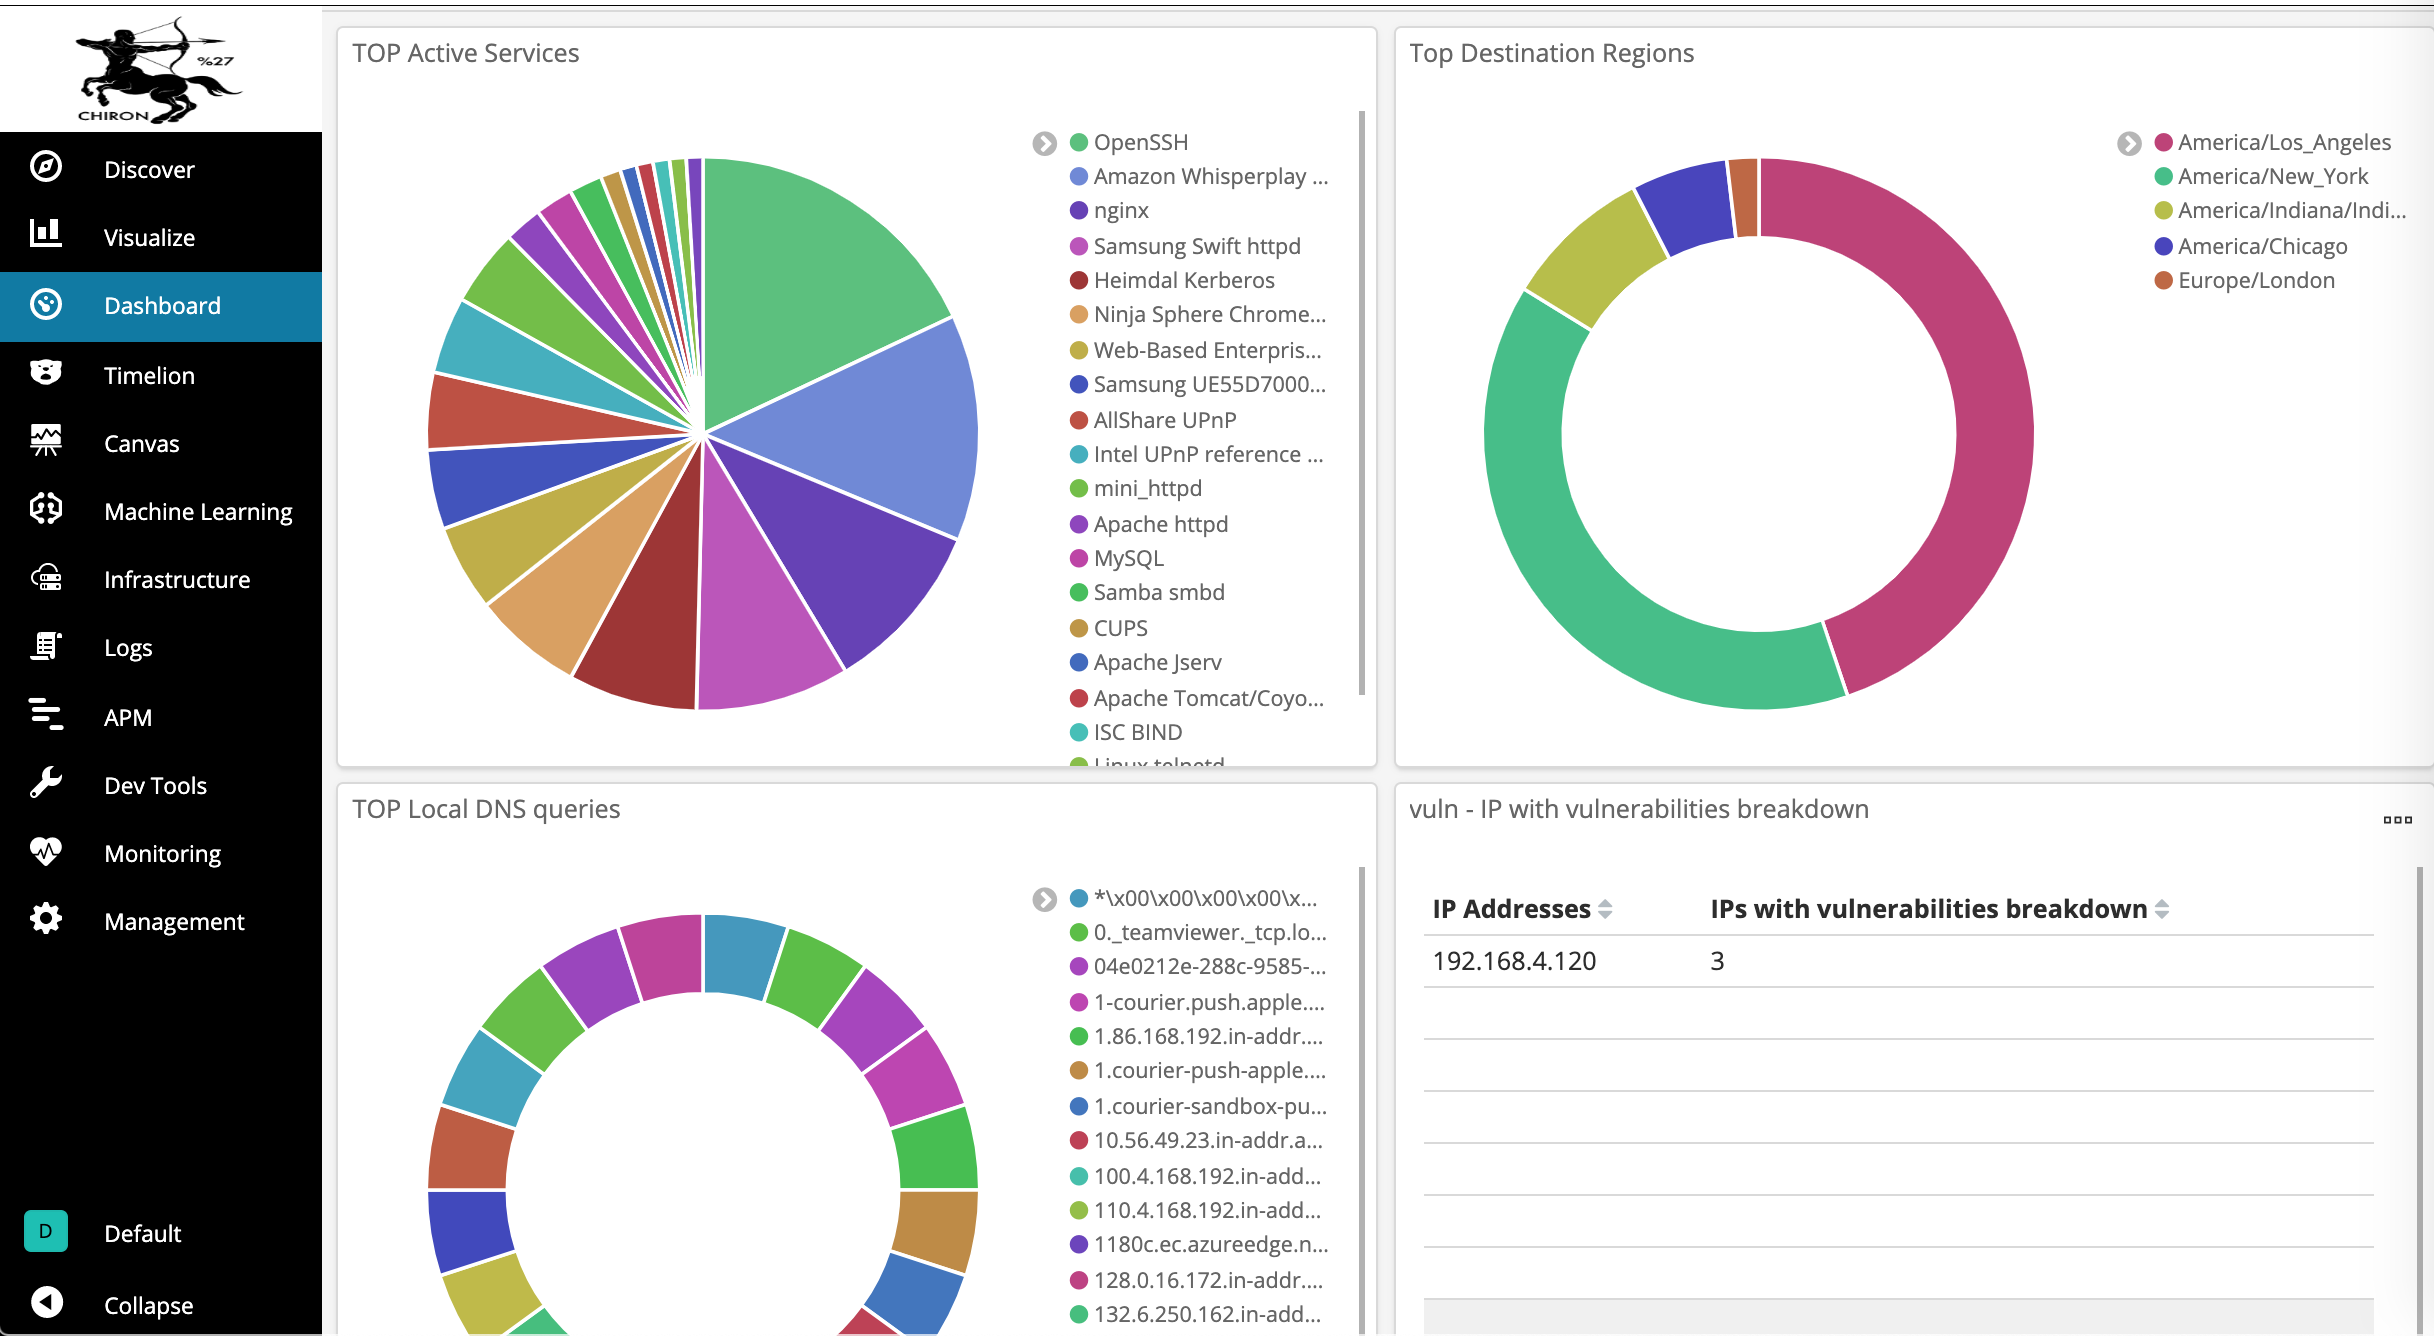 %27
CHIRON
Discover
Visualize
Dashboard
Timelion
Canvas
Machine Learning
Infrastructure
Logs
APM
Dev Tools
Monitoring
Management
D
Default
Collapse
TOP Active Services
OpenSSH
Amazon Whisperplay ...
nginx
Samsung Swift httpd
Heimdal Kerberos
Ninja Sphere Chrome...
Web-Based Enterpris...
Samsung UE55D7000...
AllShare UPnP
Intel UPnP reference ...
mini_httpd
Apache httpd
MySQL
Samba smbd
CUPS
Apache Jserv
Apache Tomcat/Coyo...
ISC BIND
Linux telnetd
Top Destination Regions
America/Los_Angeles
America/New_York
America/Indiana/Indi...
America/Chicago
Europe/London
TOP Local DNS queries
*\x00\x00\x00\x00\x...
0._teamviewer._tcp.lo...
04e0212e-288c-9585-...
1-courier.push.apple....
1.86.168.192.in-addr....
1.courier-push-apple....
1.courier-sandbox-pu...
10.56.49.23.in-addr.a...
100.4.168.192.in-add...
110.4.168.192.in-add...
1180c.ec.azureedge.n...
128.0.16.172.in-addr....
132.6.250.162.in-add...
vuln - IP with vulnerabilities breakdown
IP Addresses IPs with vulnerabilities breakdown
192.168.4.120 3